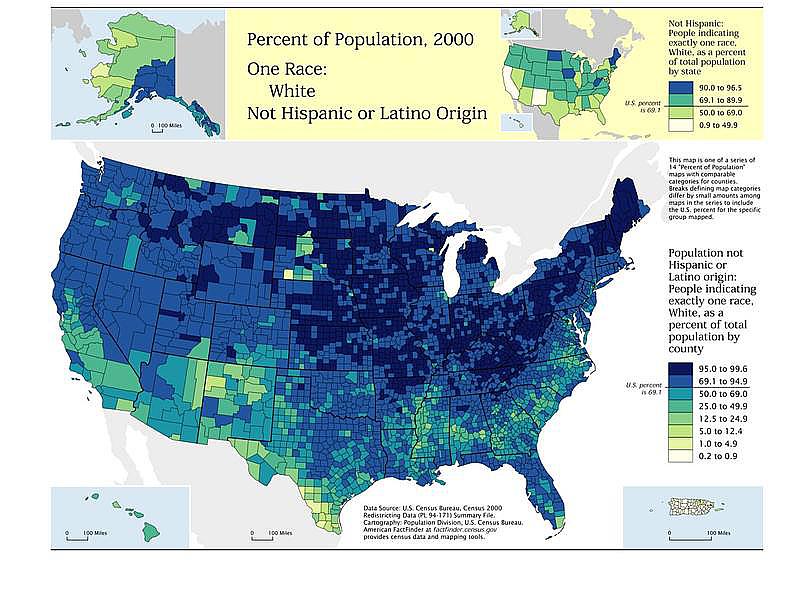 Percent of Population, 2000
One Race:
White
Not Hispanic or Latino Origin
0 100 Miles
Not Hispanic:
People indicating
exactly one race,
White, as a percent
of total population
by state
90.0 to 96.5
69.1 to 89.9
50.0 to 69.0
0.9 to 49.9
U.S. percent
is 69.1
This map is one of a series of
14 "Percent of Population"
maps with comparable
categories for counties.
Breaks defining map categories
differ by small amounts among
maps in the series to include
the U.S. percent for the specific
group mapped.
Population not
Hispanic or
Latino origin:
People indicating
exactly one race,
White, as a
percent of total
population by
county
95.0 to 99.6
69.1 to 94.9
50.0 to 69.0
25.0 to 49.9
12.5 to 24.9
5.0 to 12.4
1.0 to 4.9
0.2 to 0.9
U.S. percent
is 69.1
Data Source: U.S. Census Bureau, Census 2000
Redistricting Data (PL 94-171) Summary File.
Cartography: Population Division, U.S. Census Bureau.
American FactFinder at factfinder.census.gov
provides census data and mapping tools.
0 100 Miles
0 100 Miles
0 100 Miles